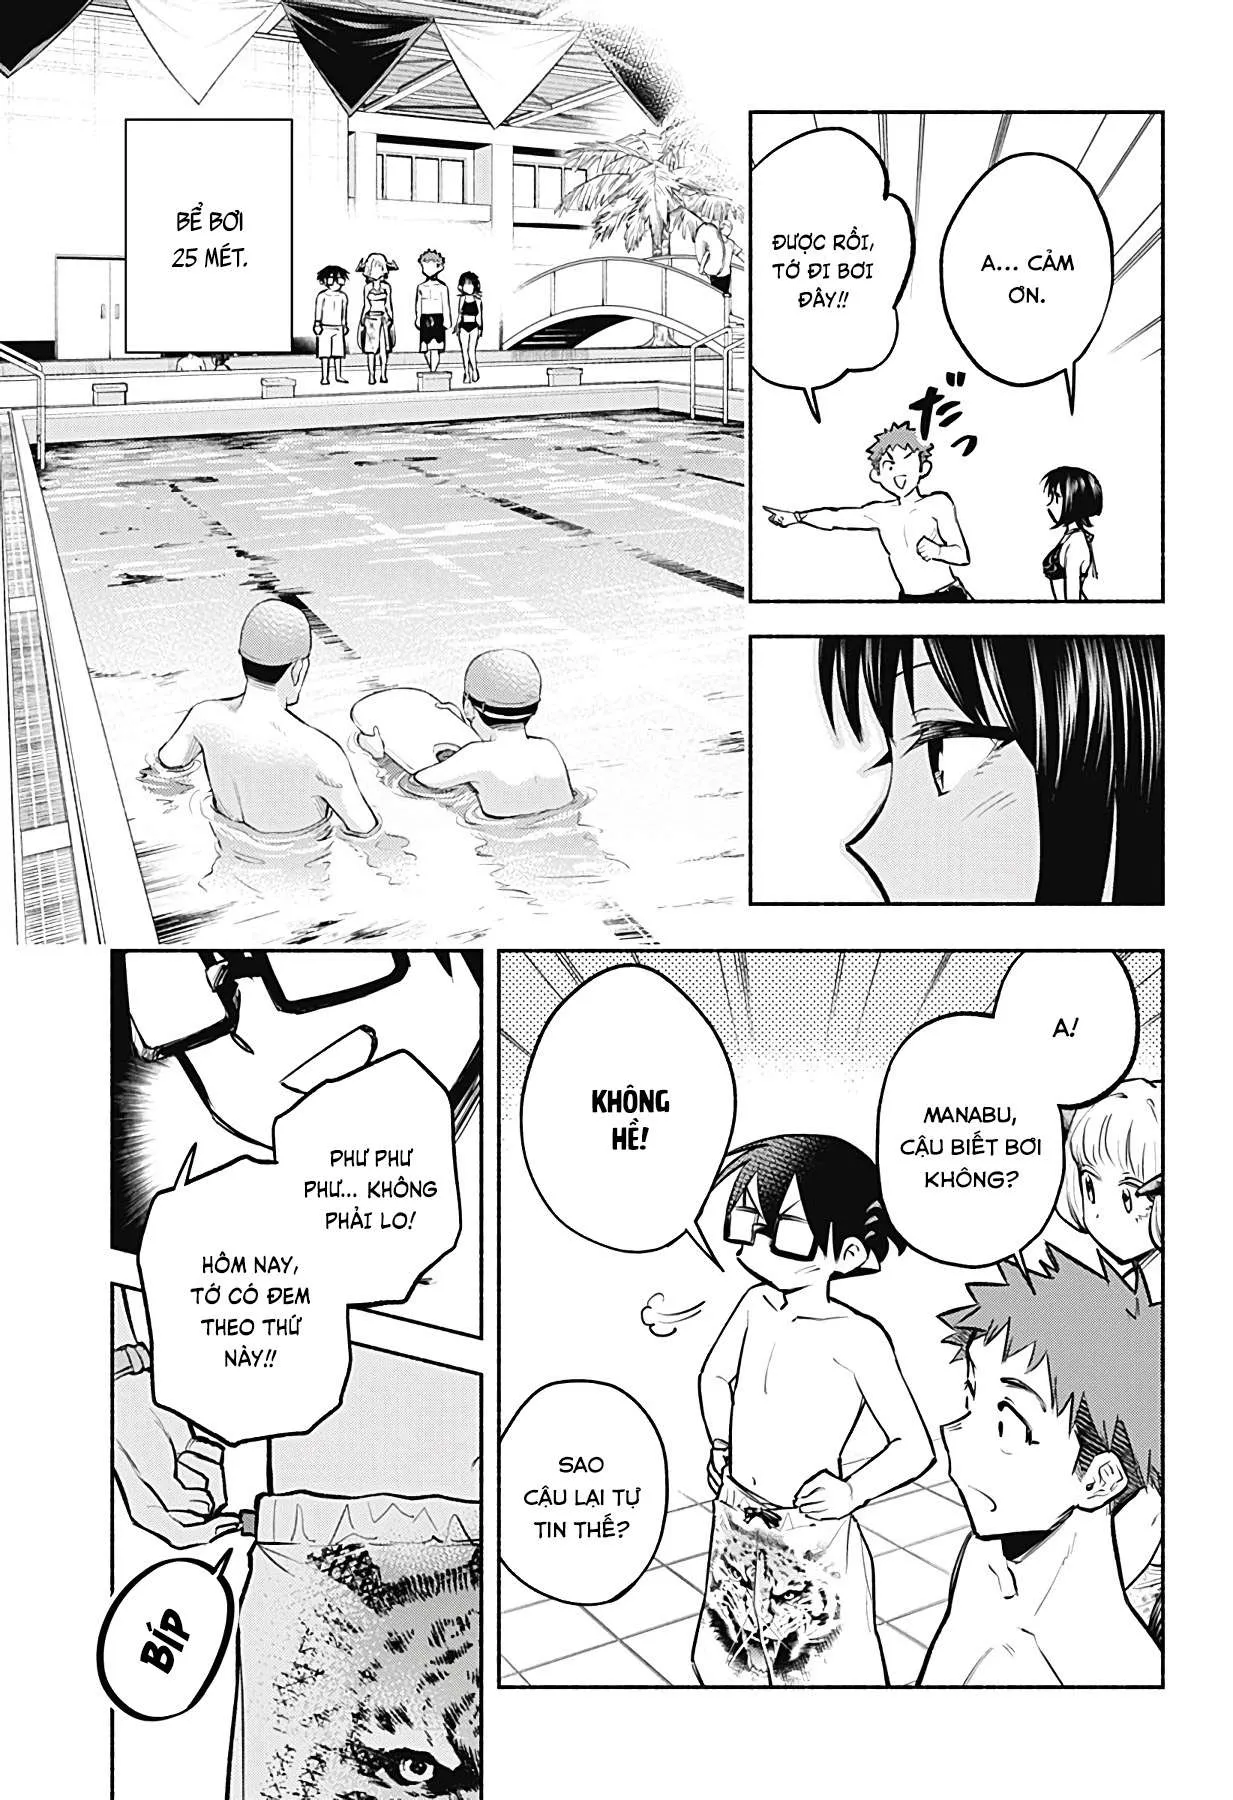 A... CẢM
ƠN.
ĐƯỢC RỒI,
TỚ ĐI BƠI
ĐÂY!!
だっ
BỂ BƠI
25 MÉT.
A!
MANABU,
CẬU BIẾT BƠI
KHÔNG?
KHÔNG
HỀ!
SAO
CẬU LẠI TỰ
TIN THẾ?
PHƯ PHƯ
PHƯ... KHÔNG
PHẢI LO!
HÔM NAY,
TỚ CÓ ĐEM
THEO THỨ
NÀY!!
BÍP